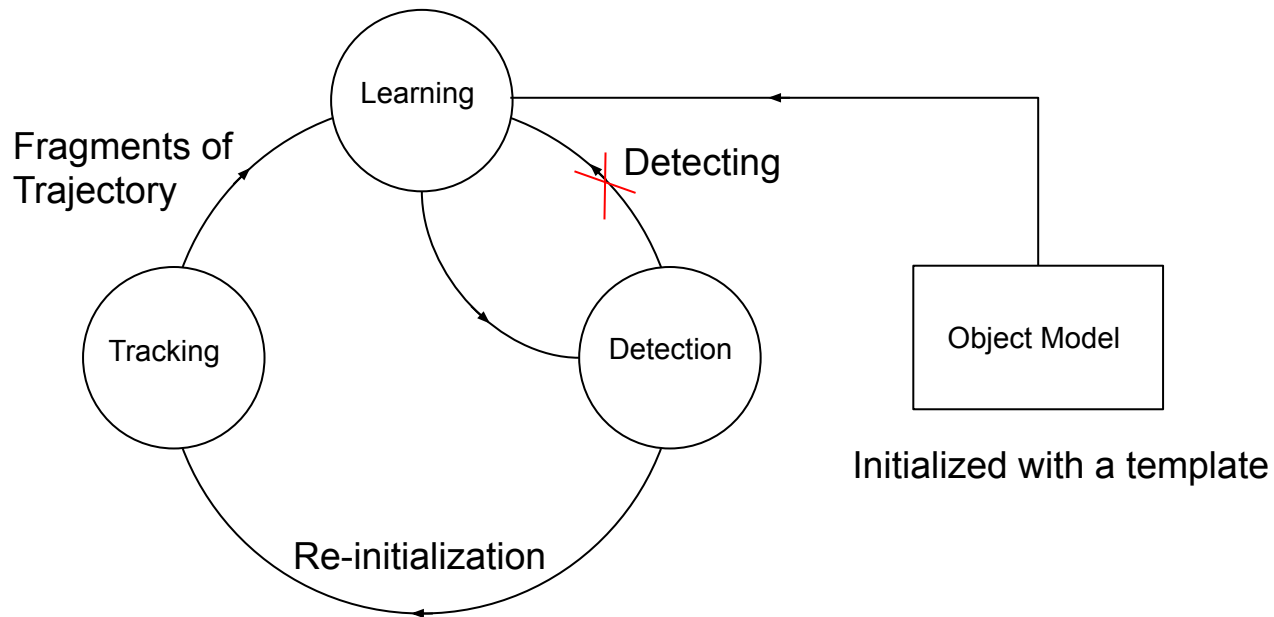 Learning
Fragments of
Trajectory
Detecting
Tracking
Detection
Object Model
Initialized with a template
Re-initialization